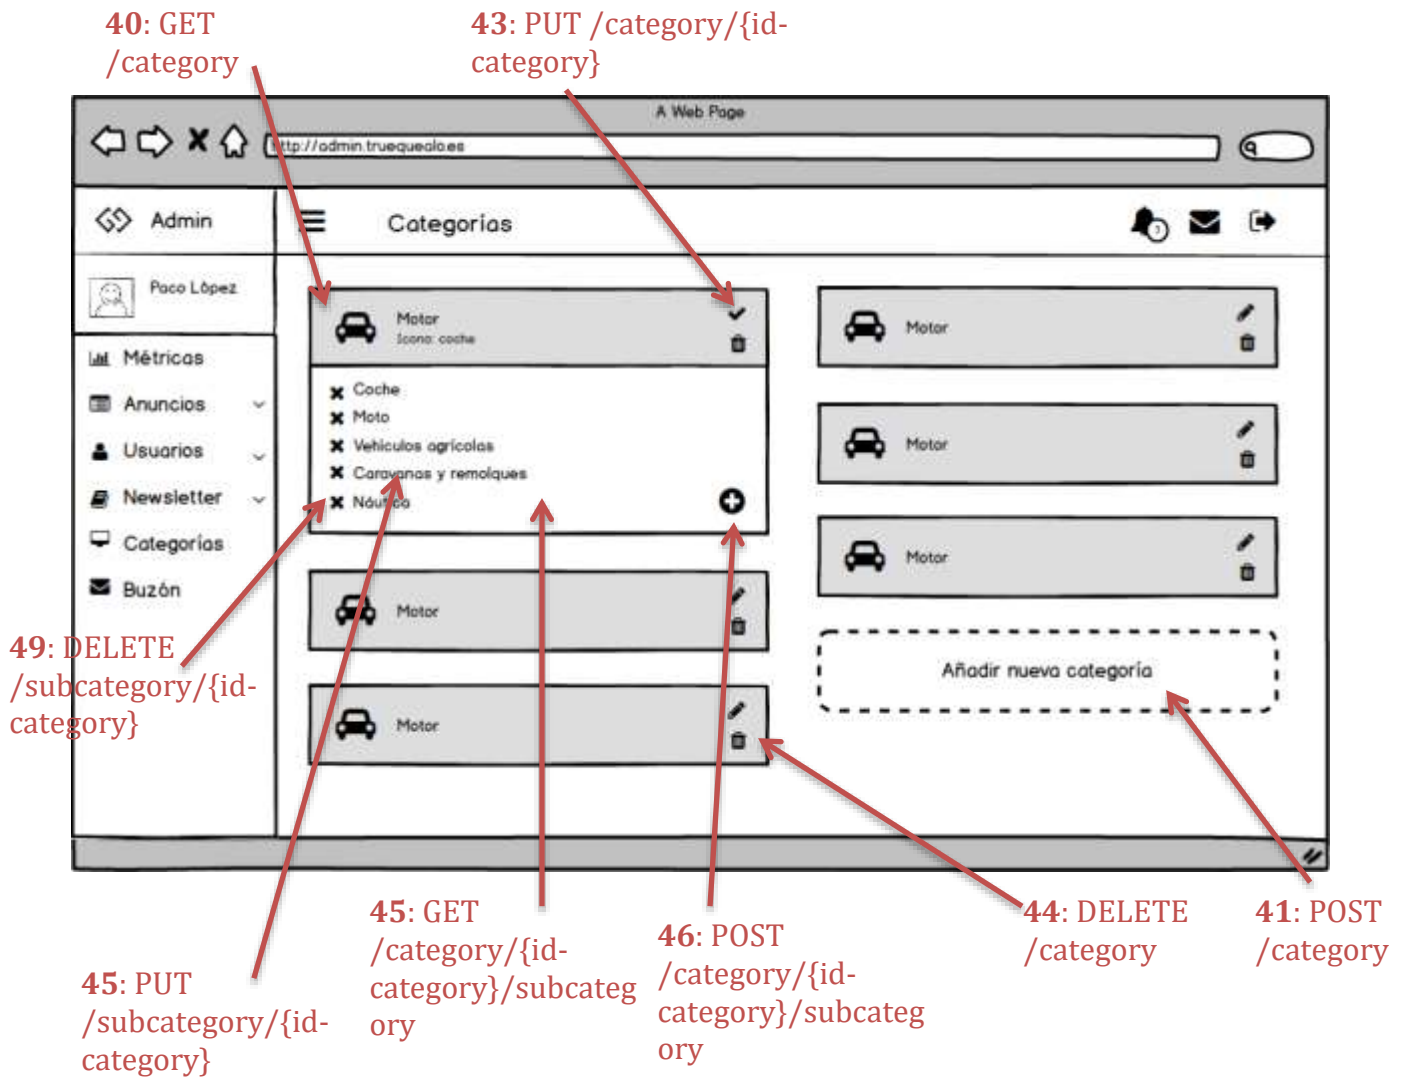 40: GET
/category
43: PUT /category/{id-
category}
A Web Page
http://admin.truequealo.es
Admin
Categorías
Paco López
Métricas
Anuncios
Usuarios
Newsletter
Categorías
Buzón
Motor
Icono: coche
Coche
Moto
Vehículos agrícolas
Caravanas y remolques
Náutica
Motor
Motor
Motor
Motor
Motor
Añadir nueva categoría
49: DELETE
/subcategory/{id-
category}
45: PUT
/subcategory/{id-
category}
45: GET
/category/{id-
category}/subcateg
ory
46: POST
/category/{id-
category}/subcateg
ory
44: DELETE
/category
41: POST
/category